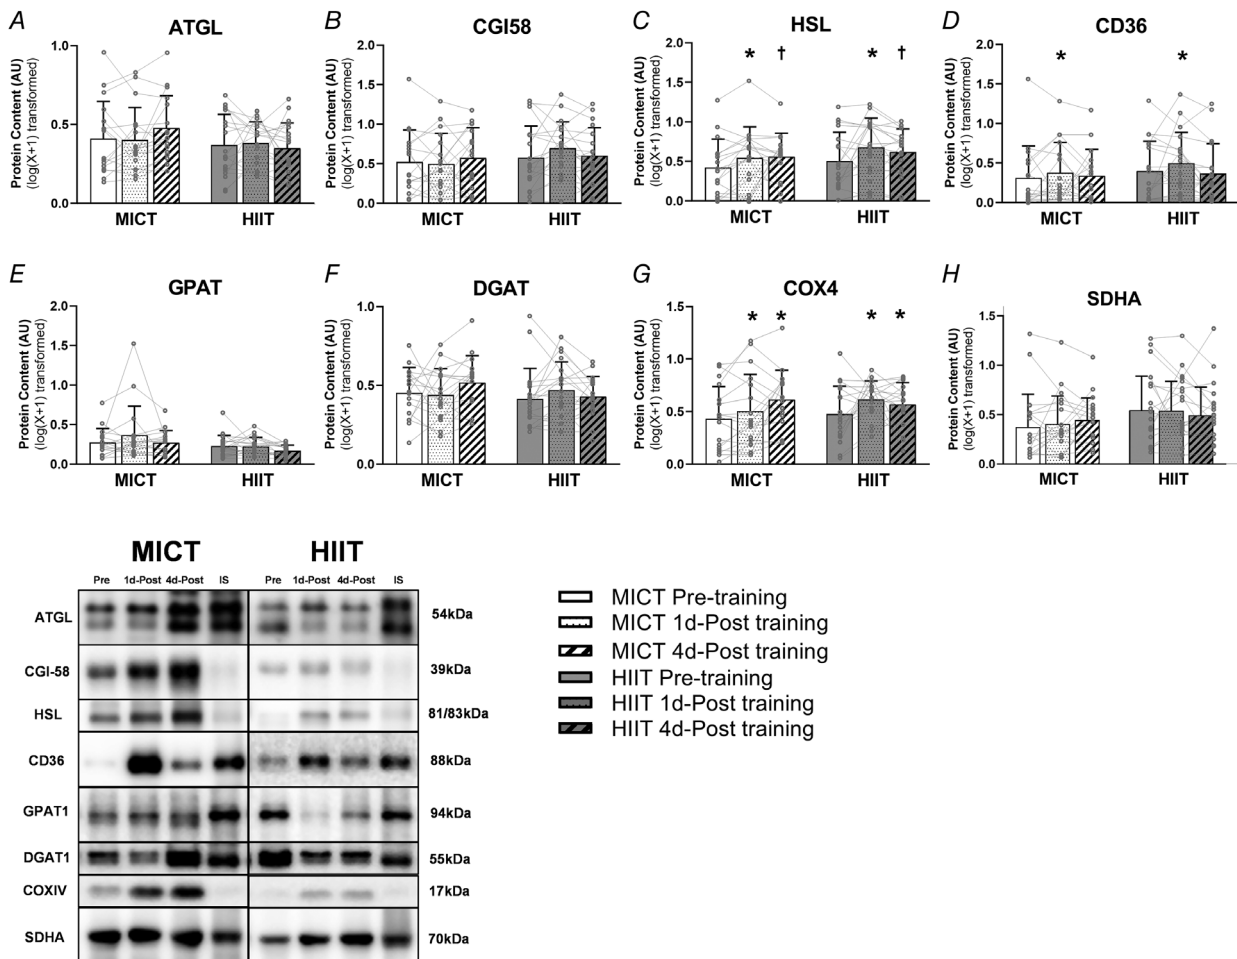 A
ATGL
Protein Content (AU)
(log(X+1) transformed)
1.0
0.5
0.0
MICT
HIIT
B
CGI58
Protein Content (AU)
(log(X+1) transformed)
2.0
1.5
1.0
0.5
0.0
MICT
HIIT
C
HSL
Protein Content (AU)
(log(X+1) transformed)
2.0
1.5
1.0
0.5
0.0
* † * †
MICT
HIIT
D
CD36
Protein Content (AU)
(log(X+1) transformed)
2.0
1.5
1.0
0.5
0.0
* *
MICT
HIIT
E
GPAT
Protein Content (AU)
(log(X+1) transformed)
2.0
1.5
1.0
0.5
0.0
MICT
HIIT
F
DGAT
Protein Content (AU)
(log(X+1) transformed)
1.0
0.5
0.0
MICT
HIIT
G
COX4
Protein Content (AU)
(log(X+1) transformed)
1.5
1.0
0.5
0.0
* * * *
MICT
HIIT
H
SDHA
Protein Content (AU)
(log(X+1) transformed)
1.5
1.0
0.5
0.0
MICT
HIIT
MICT HIIT
Pre 1d-Post 4d-Post IS Pre 1d-Post 4d-Post IS
ATGL 54kDa
CGI-58 39kDa
HSL 81/83kDa
CD36 88kDa
GPAT1 94kDa
DGAT1 55kDa
COXIV 17kDa
SDHA 70kDa
MICT Pre-training
MICT 1d-Post training
MICT 4d-Post training
HIIT Pre-training
HIIT 1d-Post training
HIIT 4d-Post training